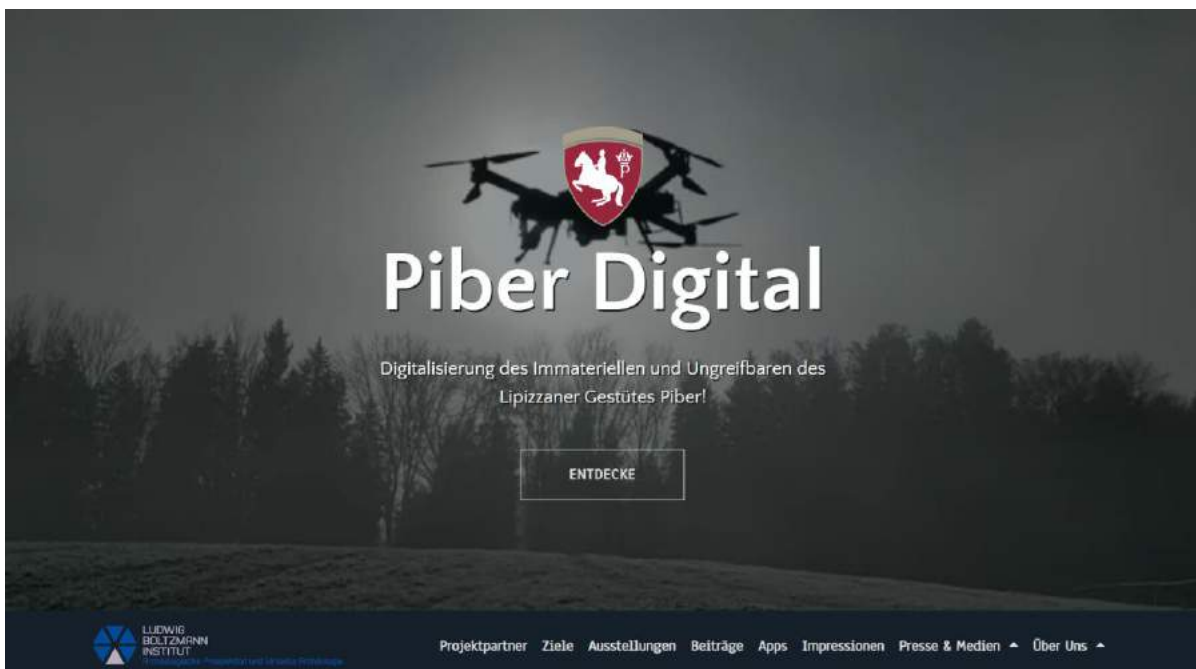 P
Piber Digital
Digitalisierung des Immateriellen und Ungreifbaren des
Lipizzaner Gestütes Piber!
ENTDECKE
LUDWIG
BOLTZMANN
INSTITUT
Projektpartner Ziele Ausstellungen Beiträge Apps Impressionen Presse & Medien Über Uns